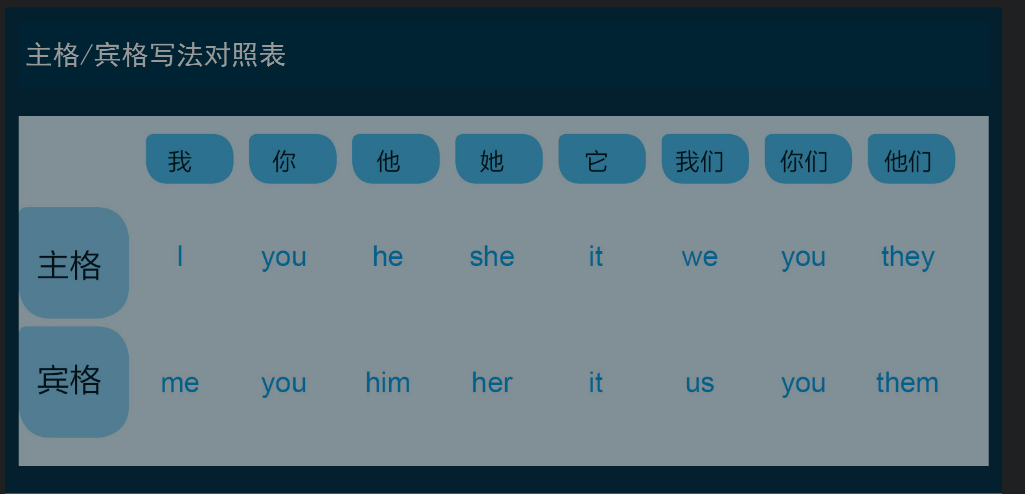 主格/宾格写法对照表
我 你 他 她 它 我们 你们 他们
主格 I you he she it we you they
宾格 me you him her it us you them